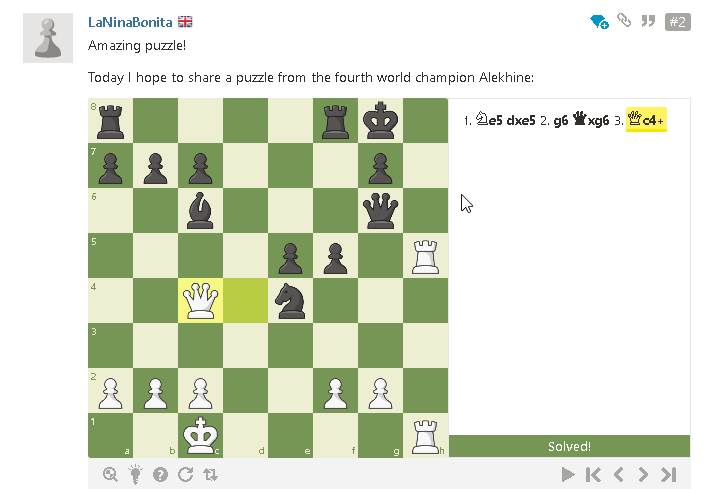 LaNinaBonita
#2
Amazing puzzle!
Today I hope to share a puzzle from the fourth world champion Alekhine:
1. ♘e5 dxe5 2. g6 ♛xg6 3. ♕c4+
8
7
6
5
4
3
2
1
a b c d e f g h
Solved!